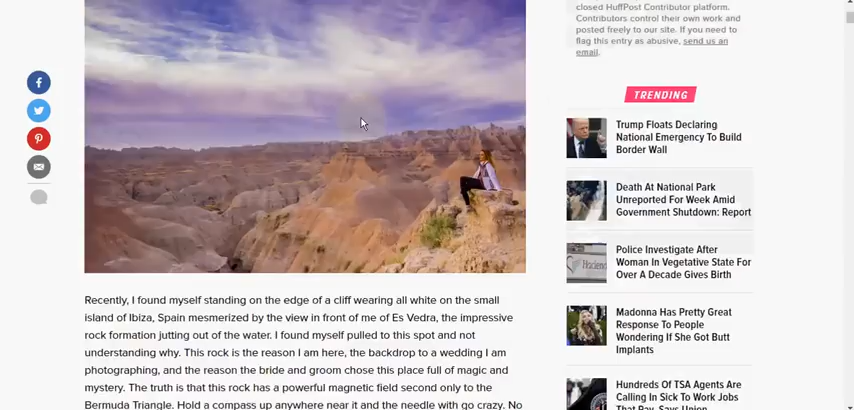 closed HuffPost Contributor platform.
Contributors control their own work and
posted freely to our site. If you need to
flag this entry as abusive, send us an
email.
TRENDING
Trump Floats Declaring
National Emergency To Build
Border Wall
Death At National Park
Unreported For Week Amid
Government Shutdown: Report
Police Investigate After
Woman In Vegetative State For
Over A Decade Gives Birth
Madonna Has Pretty Great
Response To People
Wondering If She Got Butt
Implants
Hundreds Of TSA Agents Are
Calling In Sick To Work Jobs
That Pay, Says Union
Recently, I found myself standing on the edge of a cliff wearing all white on the small
island of Ibiza, Spain mesmerized by the view in front of me of Es Vedra, the impressive
rock formation jutting out of the water. I found myself pulled to this spot and not
understanding why. This rock is the reason I am here, the backdrop to a wedding I am
photographing, and the reason the bride and groom chose this place full of magic and
mystery. The truth is that this rock has a powerful magnetic field second only to the
Bermuda Triangle. Hold a compass up anywhere near it and the needle with go crazy. No